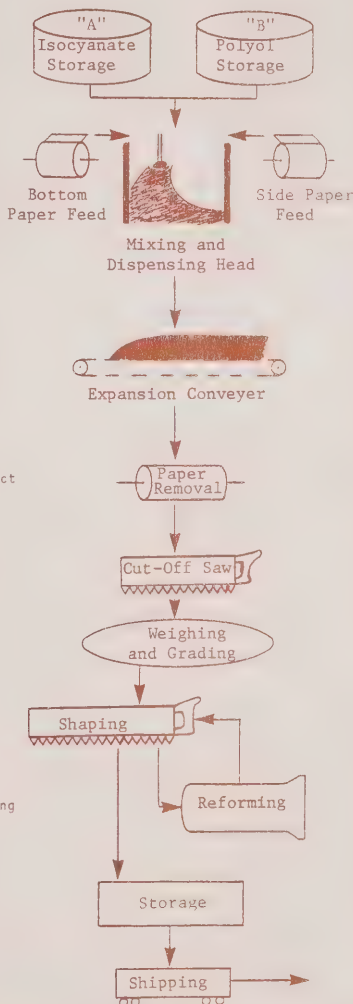 "A"
Isocyanate
Storage
"B"
Polyol
Storage
Bottom
Paper Feed
Side Paper
Feed
Mixing and
Dispensing Head
Expansion Conveyer
Paper
Removal
Cut-Off Saw
Weighing
and Grading
Shaping
Reforming
Storage
Shipping